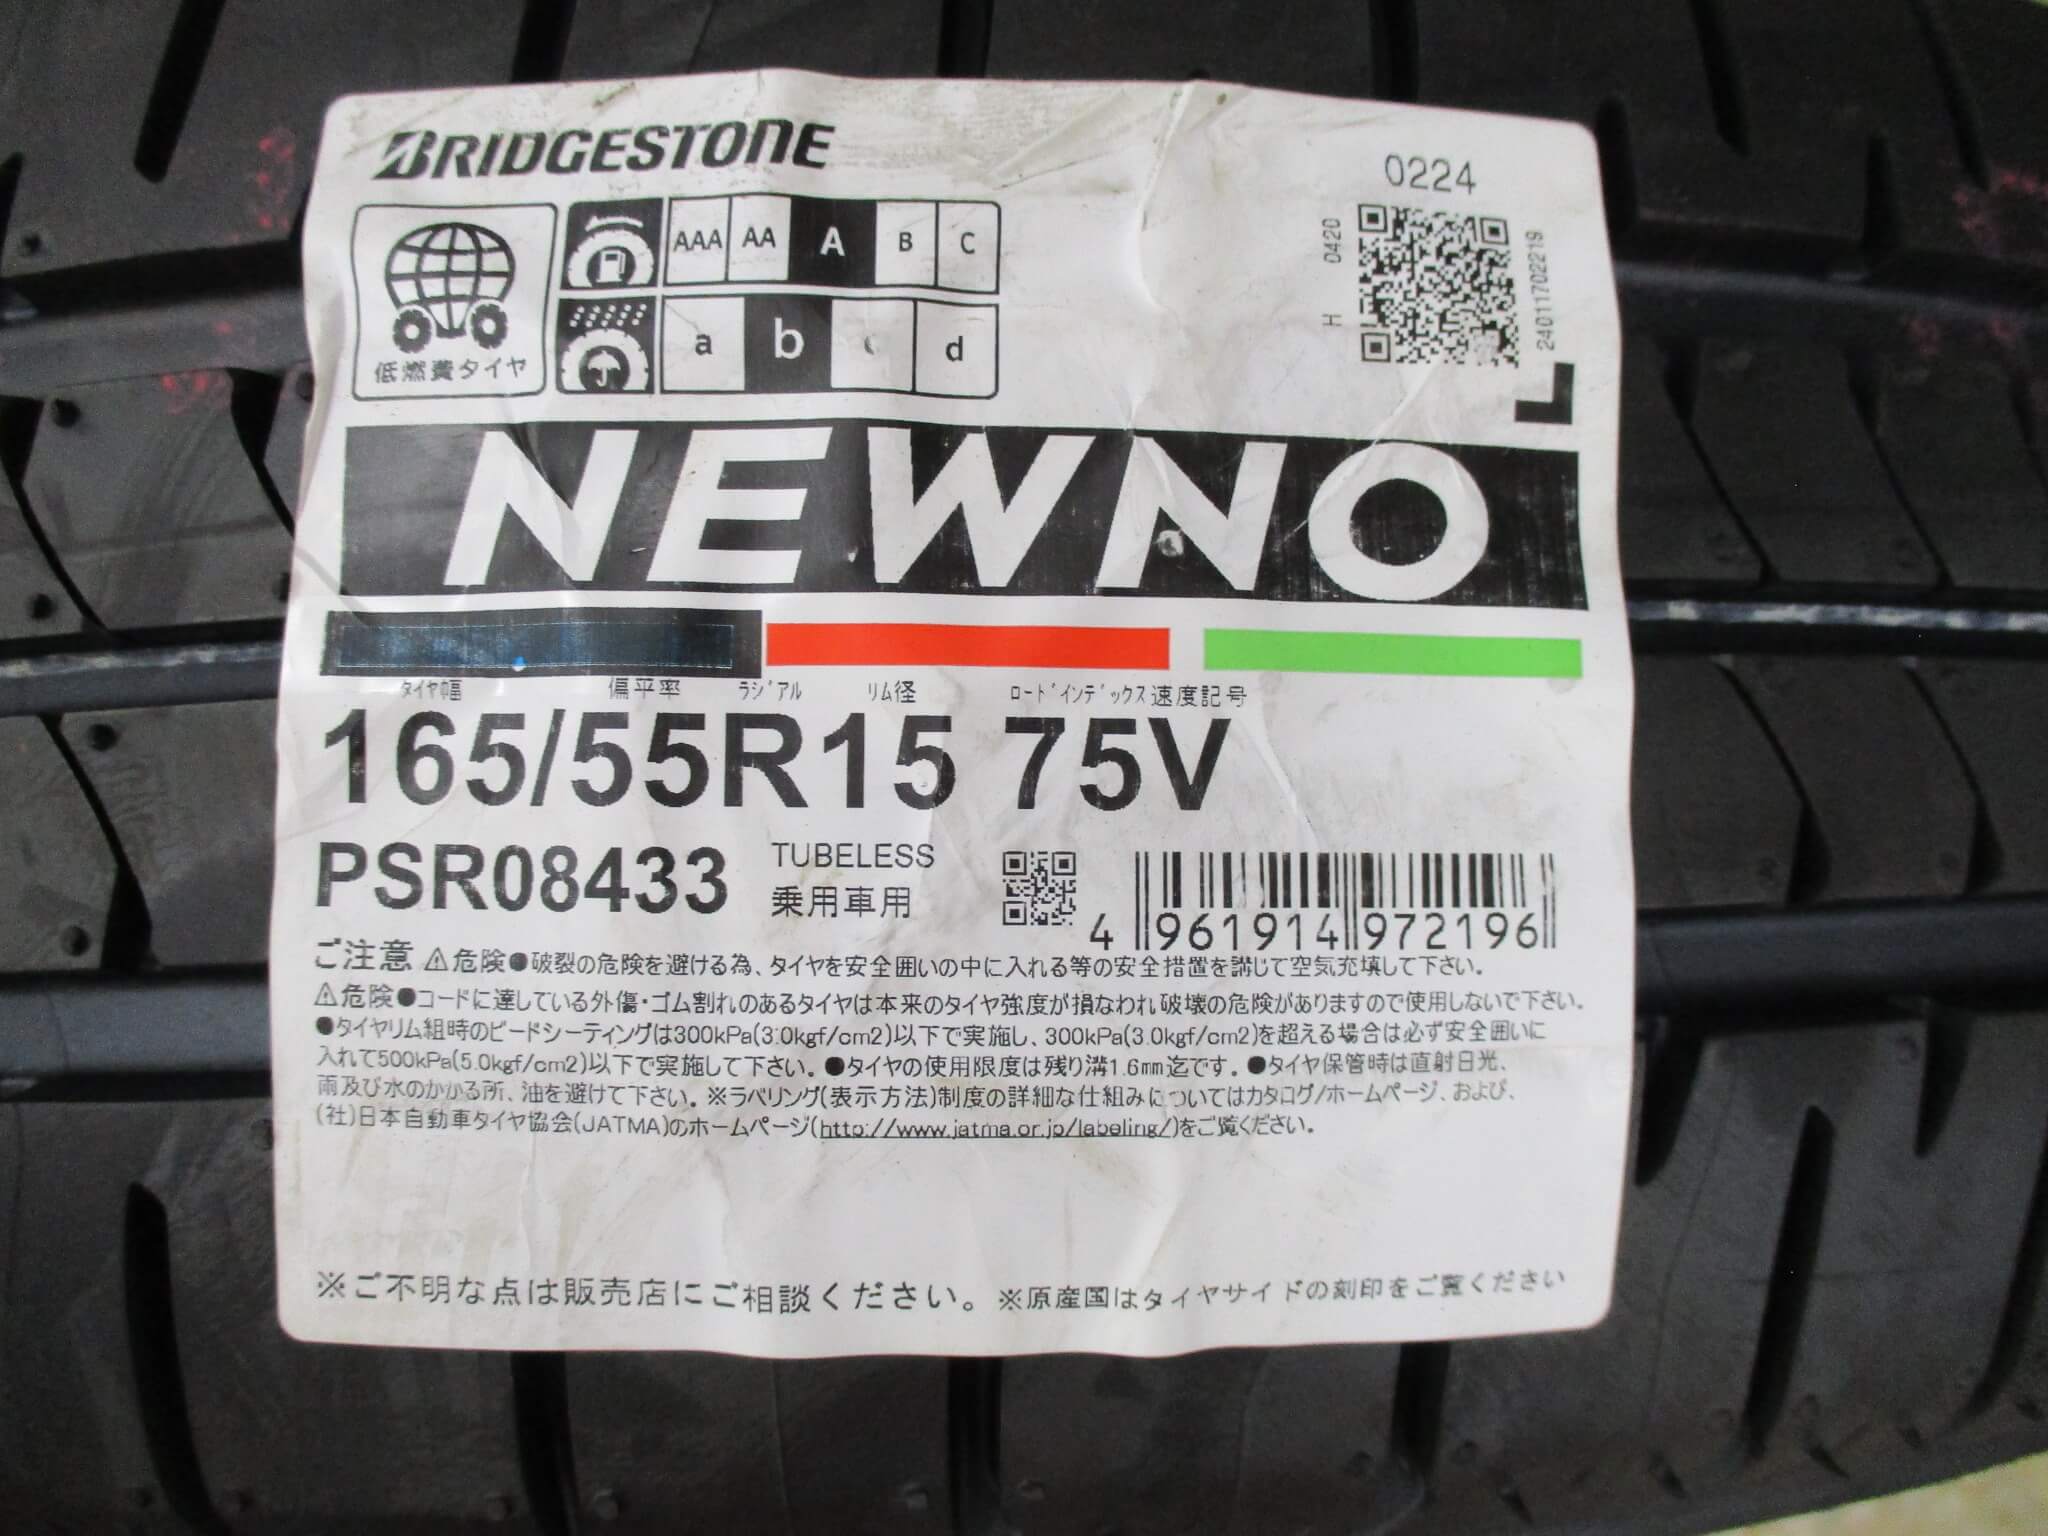 BRIDGESTONE
0224
H 0420
24011702219
低燃費タイヤ
AAA AA A B C
a b c d
L
NEWNO
タイヤ幅 偏平率 ラジアル リム径 ロードインデックス 速度記号
165/55R15 75V
PSR08433
TUBELESS
乗用車用
4 961914 972196
ご注意 ⚠危険●破裂の危険を避ける為、タイヤを安全囲いの中に入れる等の安全措置を講じて空気充填して下さい。
⚠危険●コードに達している外傷・ゴム割れのあるタイヤは本来のタイヤ強度が損なわれ破壊の危険がありますので使用しないで下さい。
●タイヤリム組時のビードシーティングは300kPa(3.0kgf/cm2)以下で実施し、300kPa(3.0kgf/cm2)を超える場合は必ず安全囲いに
入れて500kPa(5.0kgf/cm2)以下で実施して下さい。●タイヤの使用限度は残り溝1.6mm迄です。●タイヤ保管時は直射日光、
雨及び水のかかる所、油を避けて下さい。※ラベリング(表示方法)制度の詳細な仕組みについてはカタログ/ホームページ、および、
(社)日本自動車タイヤ協会(JATMA)のホームページ(http://www.jatma.or.jp/labeling/)をご覧ください。
※ご不明な点は販売店にご相談ください。※原産国はタイヤサイドの刻印をご覧ください